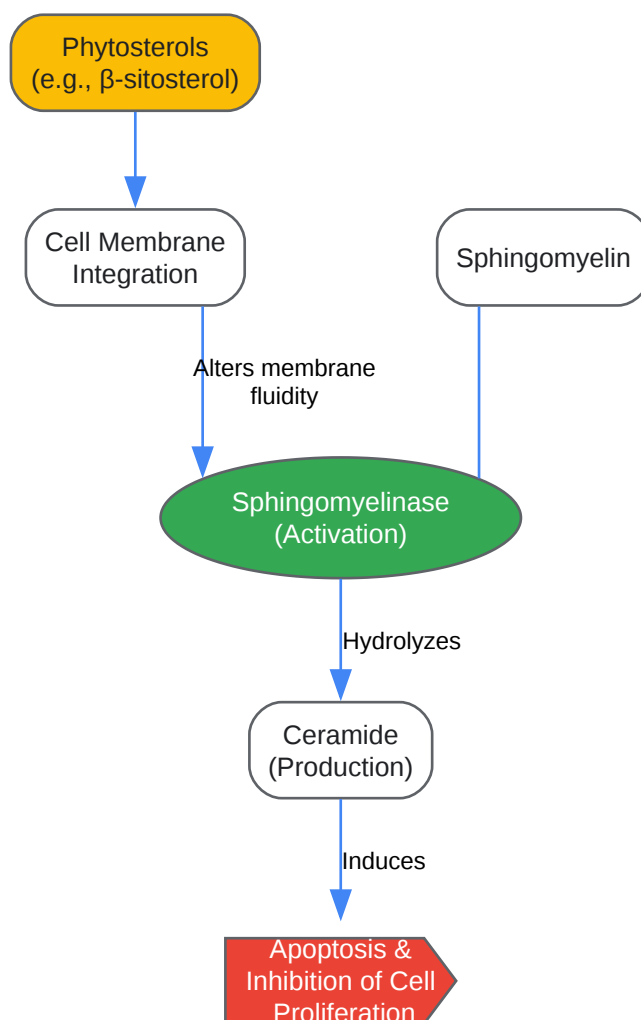 Phytosterols
(e.g., β-sitosterol)
Cell Membrane
Integration
Sphingomyelin
Alters membrane
fluidity
Sphingomyelinase
(Activation)
Hydrolyzes
Ceramide
(Production)
Induces
Apoptosis &
Inhibition of Cell
Proliferation